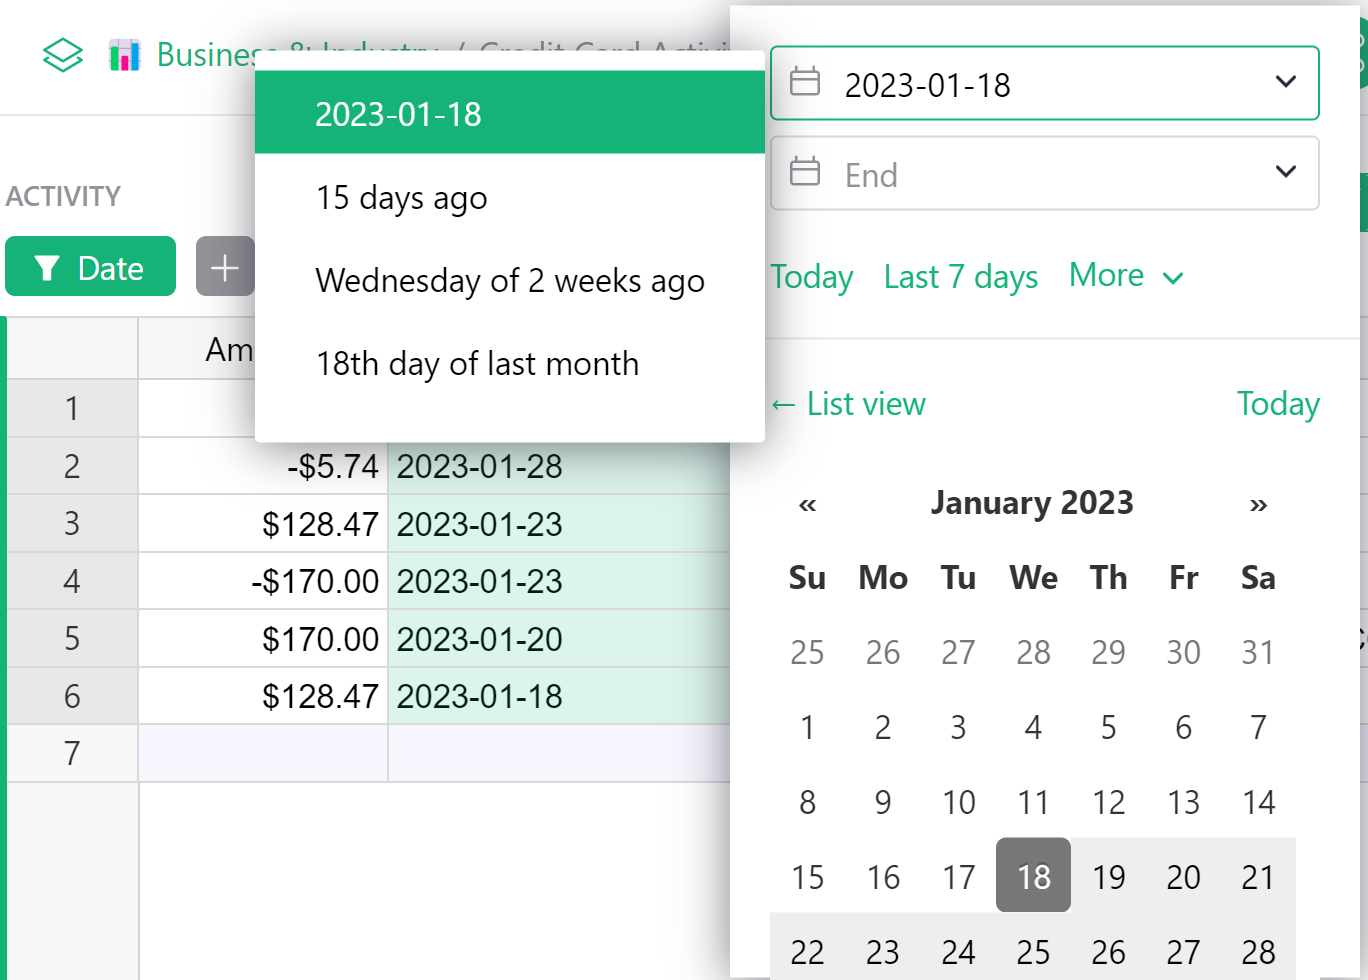 Business & Industry / Credit Card
ACTIVITY
Date
2023-01-18
15 days ago
Wednesday of 2 weeks ago
18th day of last month
Am
1
2 -$5.74 2023-01-28
3 $128.47 2023-01-23
4 -$170.00 2023-01-23
5 $170.00 2023-01-20
6 $128.47 2023-01-18
7
2023-01-18
End
Today Last 7 days More
← List view Today
« January 2023 »
Su Mo Tu We Th Fr Sa
25 26 27 28 29 30 31
1 2 3 4 5 6 7
8 9 10 11 12 13 14
15 16 17 18 19 20 21
22 23 24 25 26 27 28